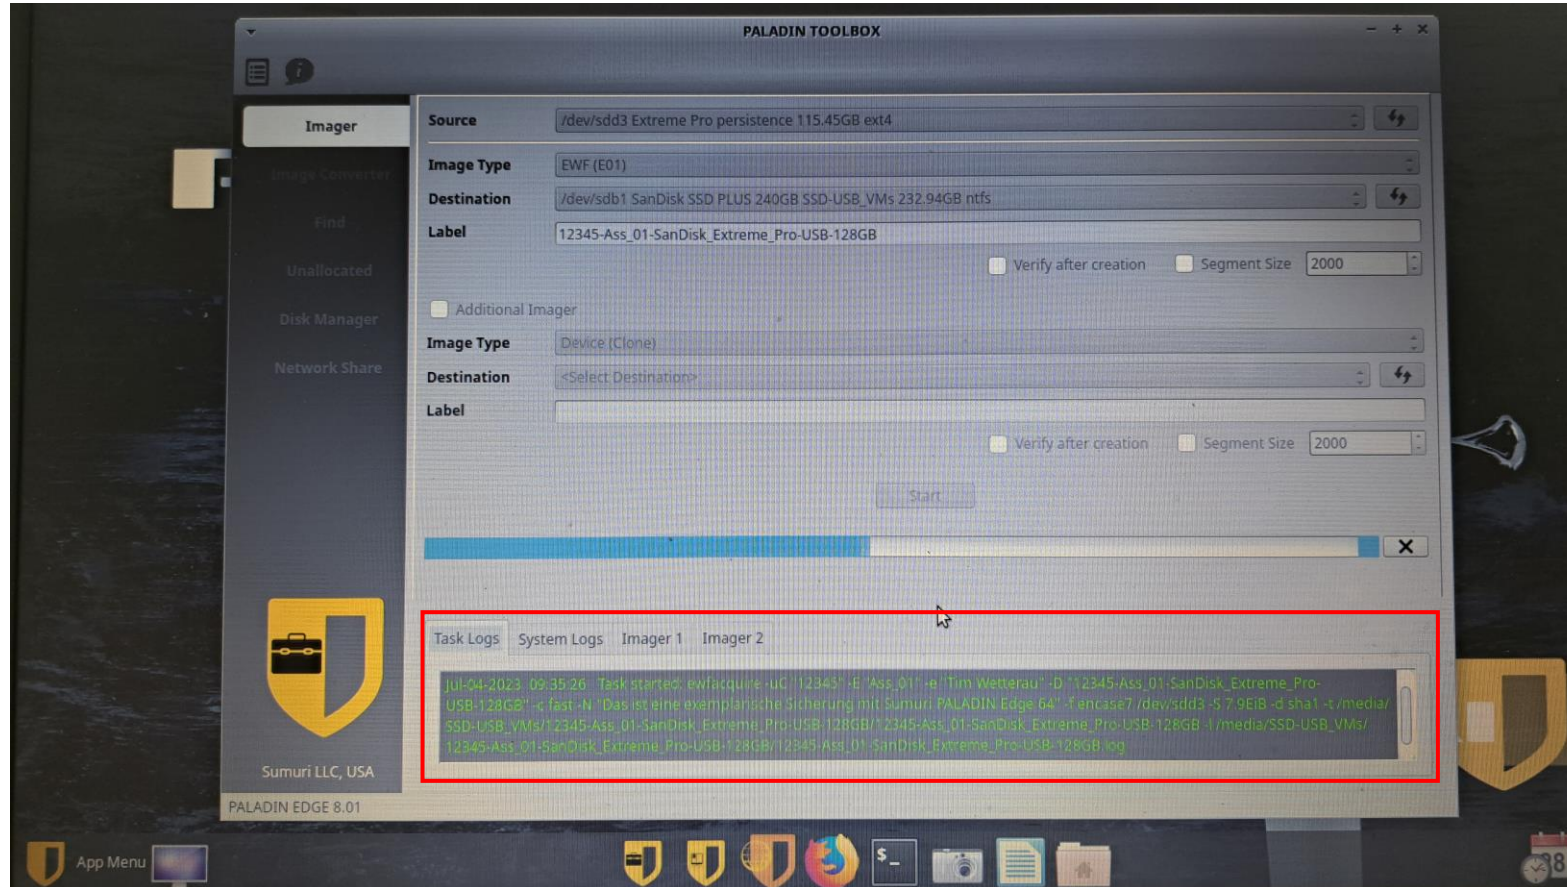 PALADIN TOOLBOX
Imager
Image Converter
Find
Unallocated
Disk Manager
Network Share
Source /dev/sdd3 Extreme Pro persistence 115.45GB ext4
Image Type EWF (E01)
Destination /dev/sdb1 SanDisk SSD PLUS 240GB SSD-USB_VMs 232.94GB ntfs
Label 12345-Ass_01-SanDisk_Extreme_Pro-USB-128GB
Verify after creation Segment Size 2000
Additional Imager
Image Type Device (Clone)
Destination <Select Destination>
Label
Verify after creation Segment Size 2000
Start
Task Logs System Logs Imager 1 Imager 2
Jul-04-2023 09:35:26 Task started: ewfacquire -uC "12345" -E "Ass_01" -e "Tim Wetterau" -D "12345-Ass_01-SanDisk_Extreme_Pro-
USB-128GB" -c fast -N "Das ist eine exemplarische Sicherung mit Sumuri PALADIN Edge 64" -f encase7 /dev/sdd3 -S 7.9EiB -d sha1 -t /media/
SSD-USB_VMs/12345-Ass_01-SanDisk_Extreme_Pro-USB-128GB/12345-Ass_01-SanDisk_Extreme_Pro-USB-128GB -l /media/SSD-USB_VMs/
12345-Ass_01-SanDisk_Extreme_Pro-USB-128GB/12345-Ass_01-SanDisk_Extreme_Pro-USB-128GB.log
Sumuri LLC, USA
PALADIN EDGE 8.01
App Menu
$_